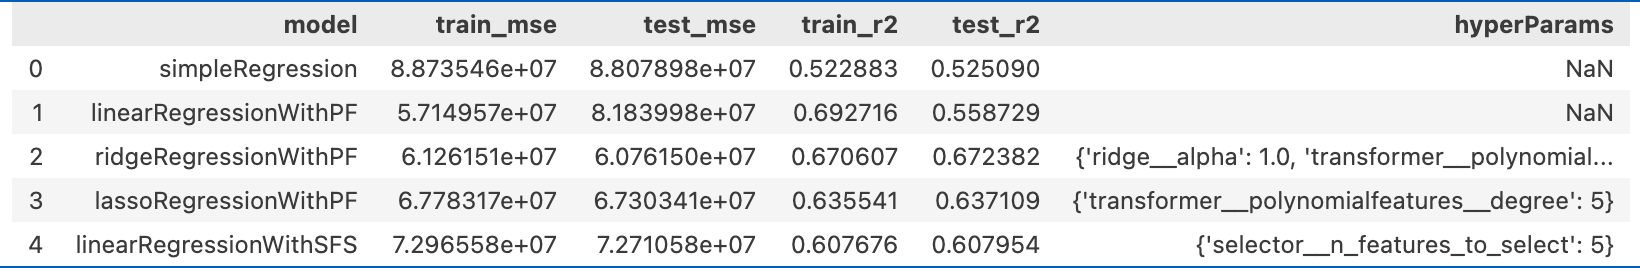 model train_mse test_mse train_r2 test_r2 hyperParams
0 simpleRegression 8.873546e+07 8.807898e+07 0.522883 0.525090 NaN
1 linearRegressionWithPF 5.714957e+07 8.183998e+07 0.692716 0.558729 NaN
2 ridgeRegressionWithPF 6.126151e+07 6.076150e+07 0.670607 0.672382 {'ridge__alpha': 1.0, 'transformer__polynomial...
3 lassoRegressionWithPF 6.778317e+07 6.730341e+07 0.635541 0.637109 {'transformer__polynomialfeatures__degree': 5}
4 linearRegressionWithSFS 7.296558e+07 7.271058e+07 0.607676 0.607954 {'selector__n_features_to_select': 5}